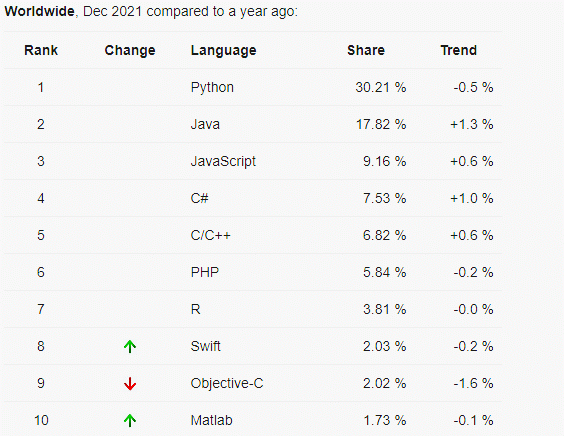 Worldwide, Dec 2021 compared to a year ago:
Rank Change Language Share Trend
1 Python 30.21 % -0.5 %
2 Java 17.82 % +1.3 %
3 JavaScript 9.16 % +0.6 %
4 C# 7.53 % +1.0 %
5 C/C++ 6.82 % +0.6 %
6 PHP 5.84 % -0.2 %
7 R 3.81 % -0.0 %
8 Swift 2.03 % -0.2 %
9 Objective-C 2.02 % -1.6 %
10 Matlab 1.73 % -0.1 %